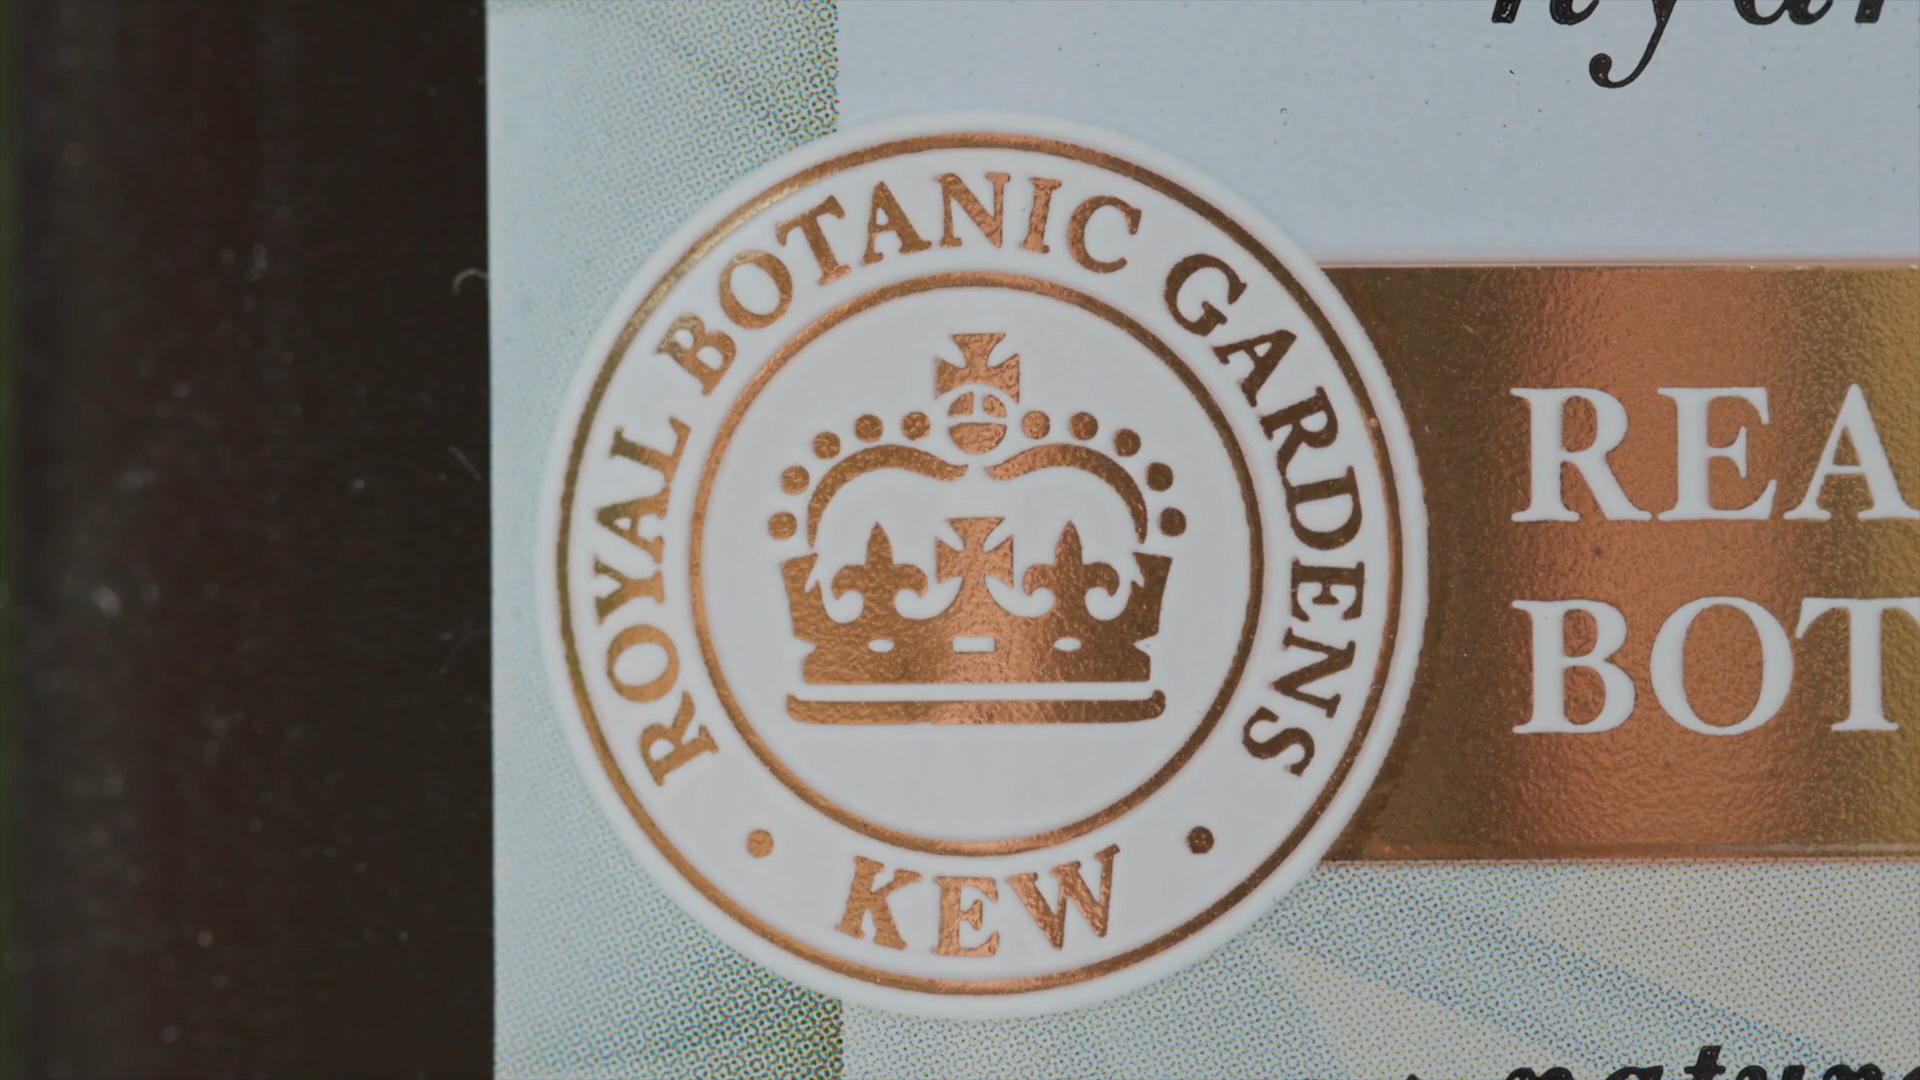 ROYAL BOTANIC GARDENS
• KEW •
REA
BOT